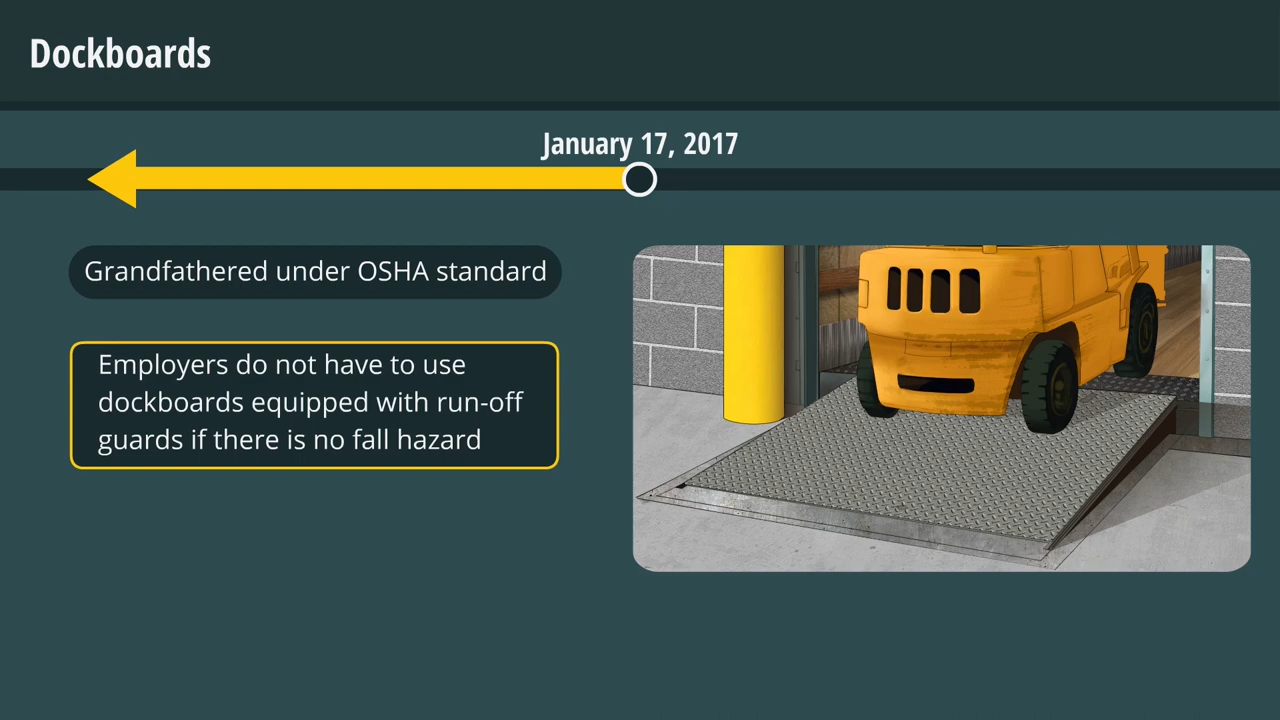 Dockboards
January 17, 2017
Grandfathered under OSHA standard
Employers do not have to use
dockboards equipped with run-off
guards if there is no fall hazard